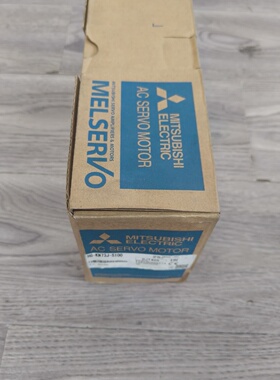 MITSUBISHI
ELECTRIC
AC SERVO MOTOR
MELSERVO
MITSUBISHI
ELECTRIC
AC SERVO MOTOR